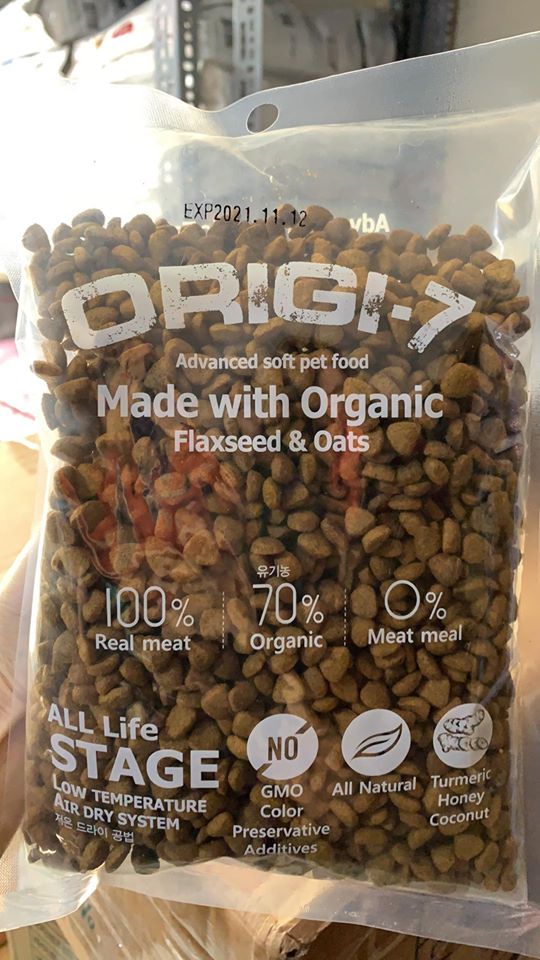 EXP2021.11.12
ORIGI-7
Advanced soft pet food
Made with Organic
Flaxseed & Oats
100%
Real meat
유기농
70%
Organic
0%
Meat meal
ALL Life
STAGE
LOW TEMPERATURE
AIR DRY SYSTEM
저온 드라이 공법
NO
GMO
Color
Preservative
Additives
All Natural
Turmeric
Honey
Coconut